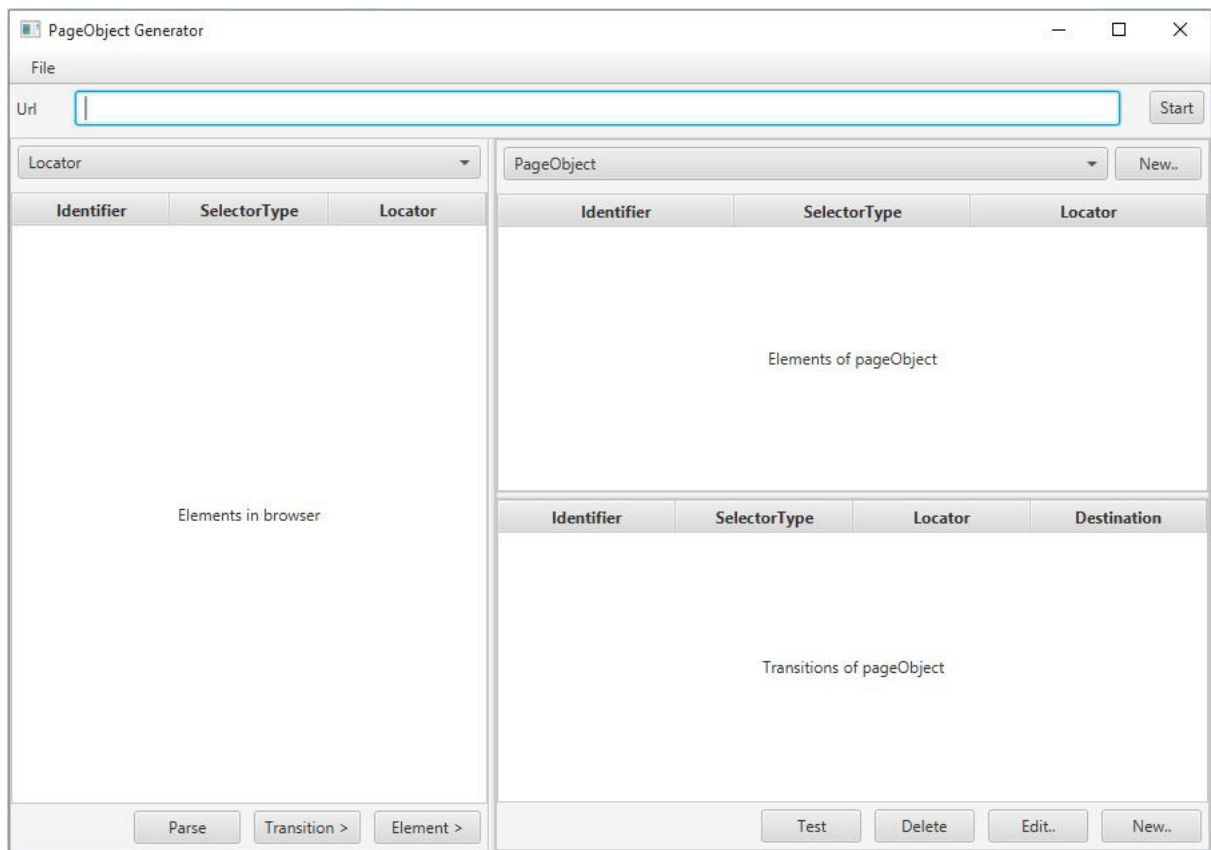 PageObject Generator
File
Url
Start
Locator
Identifier SelectorType Locator
Elements in browser
Parse Transition > Element >
PageObject New..
Identifier SelectorType Locator
Elements of pageObject
Identifier SelectorType Locator Destination
Transitions of pageObject
Test Delete Edit.. New..